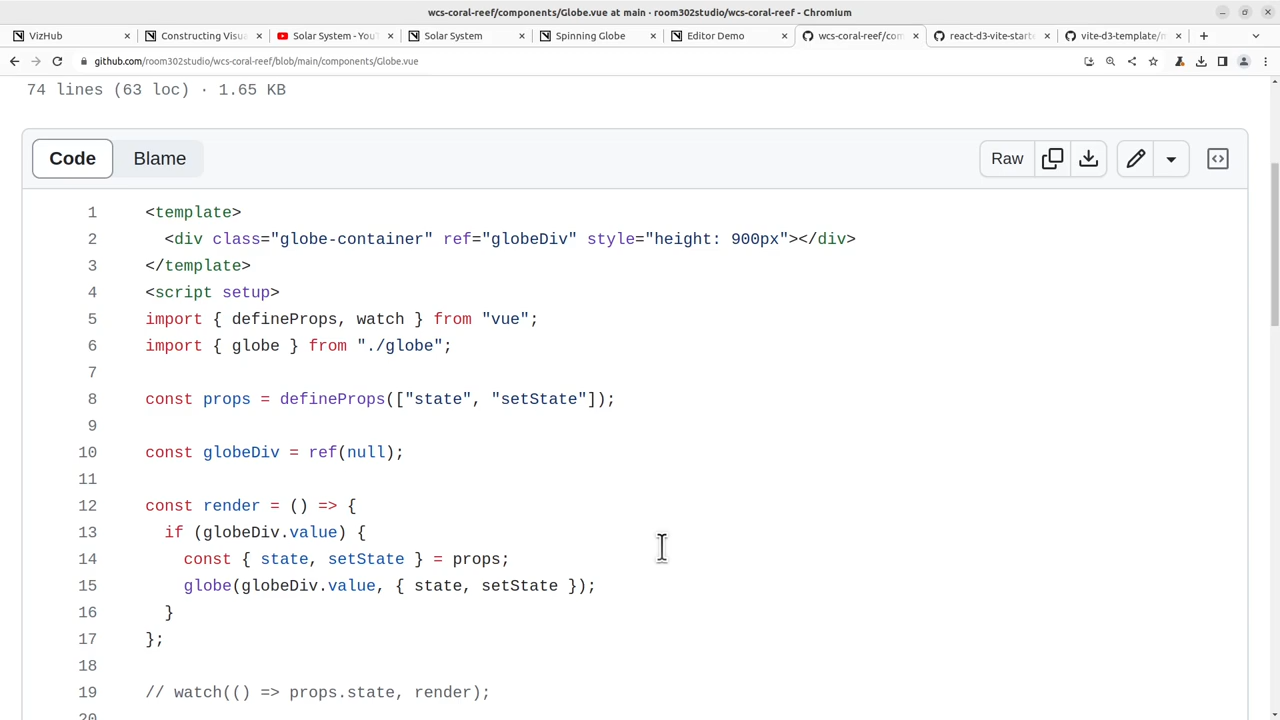 wcs-coral-reef/components/Globe.vue at main · room302studio/wcs-coral-reef - Chromium
VizHub
Constructing Visua
Solar System - YouT
Solar System
Spinning Globe
Editor Demo
wcs-coral-reef/com
react-d3-vite-starte
vite-d3-template/m
github.com/room302studio/wcs-coral-reef/blob/main/components/Globe.vue
74 lines (63 loc) · 1.65 KB
Code Blame Raw
1 <template>
2 <div class="globe-container" ref="globeDiv" style="height: 900px"></div>
3 </template>
4 <script setup>
5 import { defineProps, watch } from "vue";
6 import { globe } from "./globe";
7
8 const props = defineProps(["state", "setState"]);
9
10 const globeDiv = ref(null);
11
12 const render = () => {
13 if (globeDiv.value) {
14 const { state, setState } = props;
15 globe(globeDiv.value, { state, setState });
16 }
17 };
18
19 // watch(() => props.state, render);
20